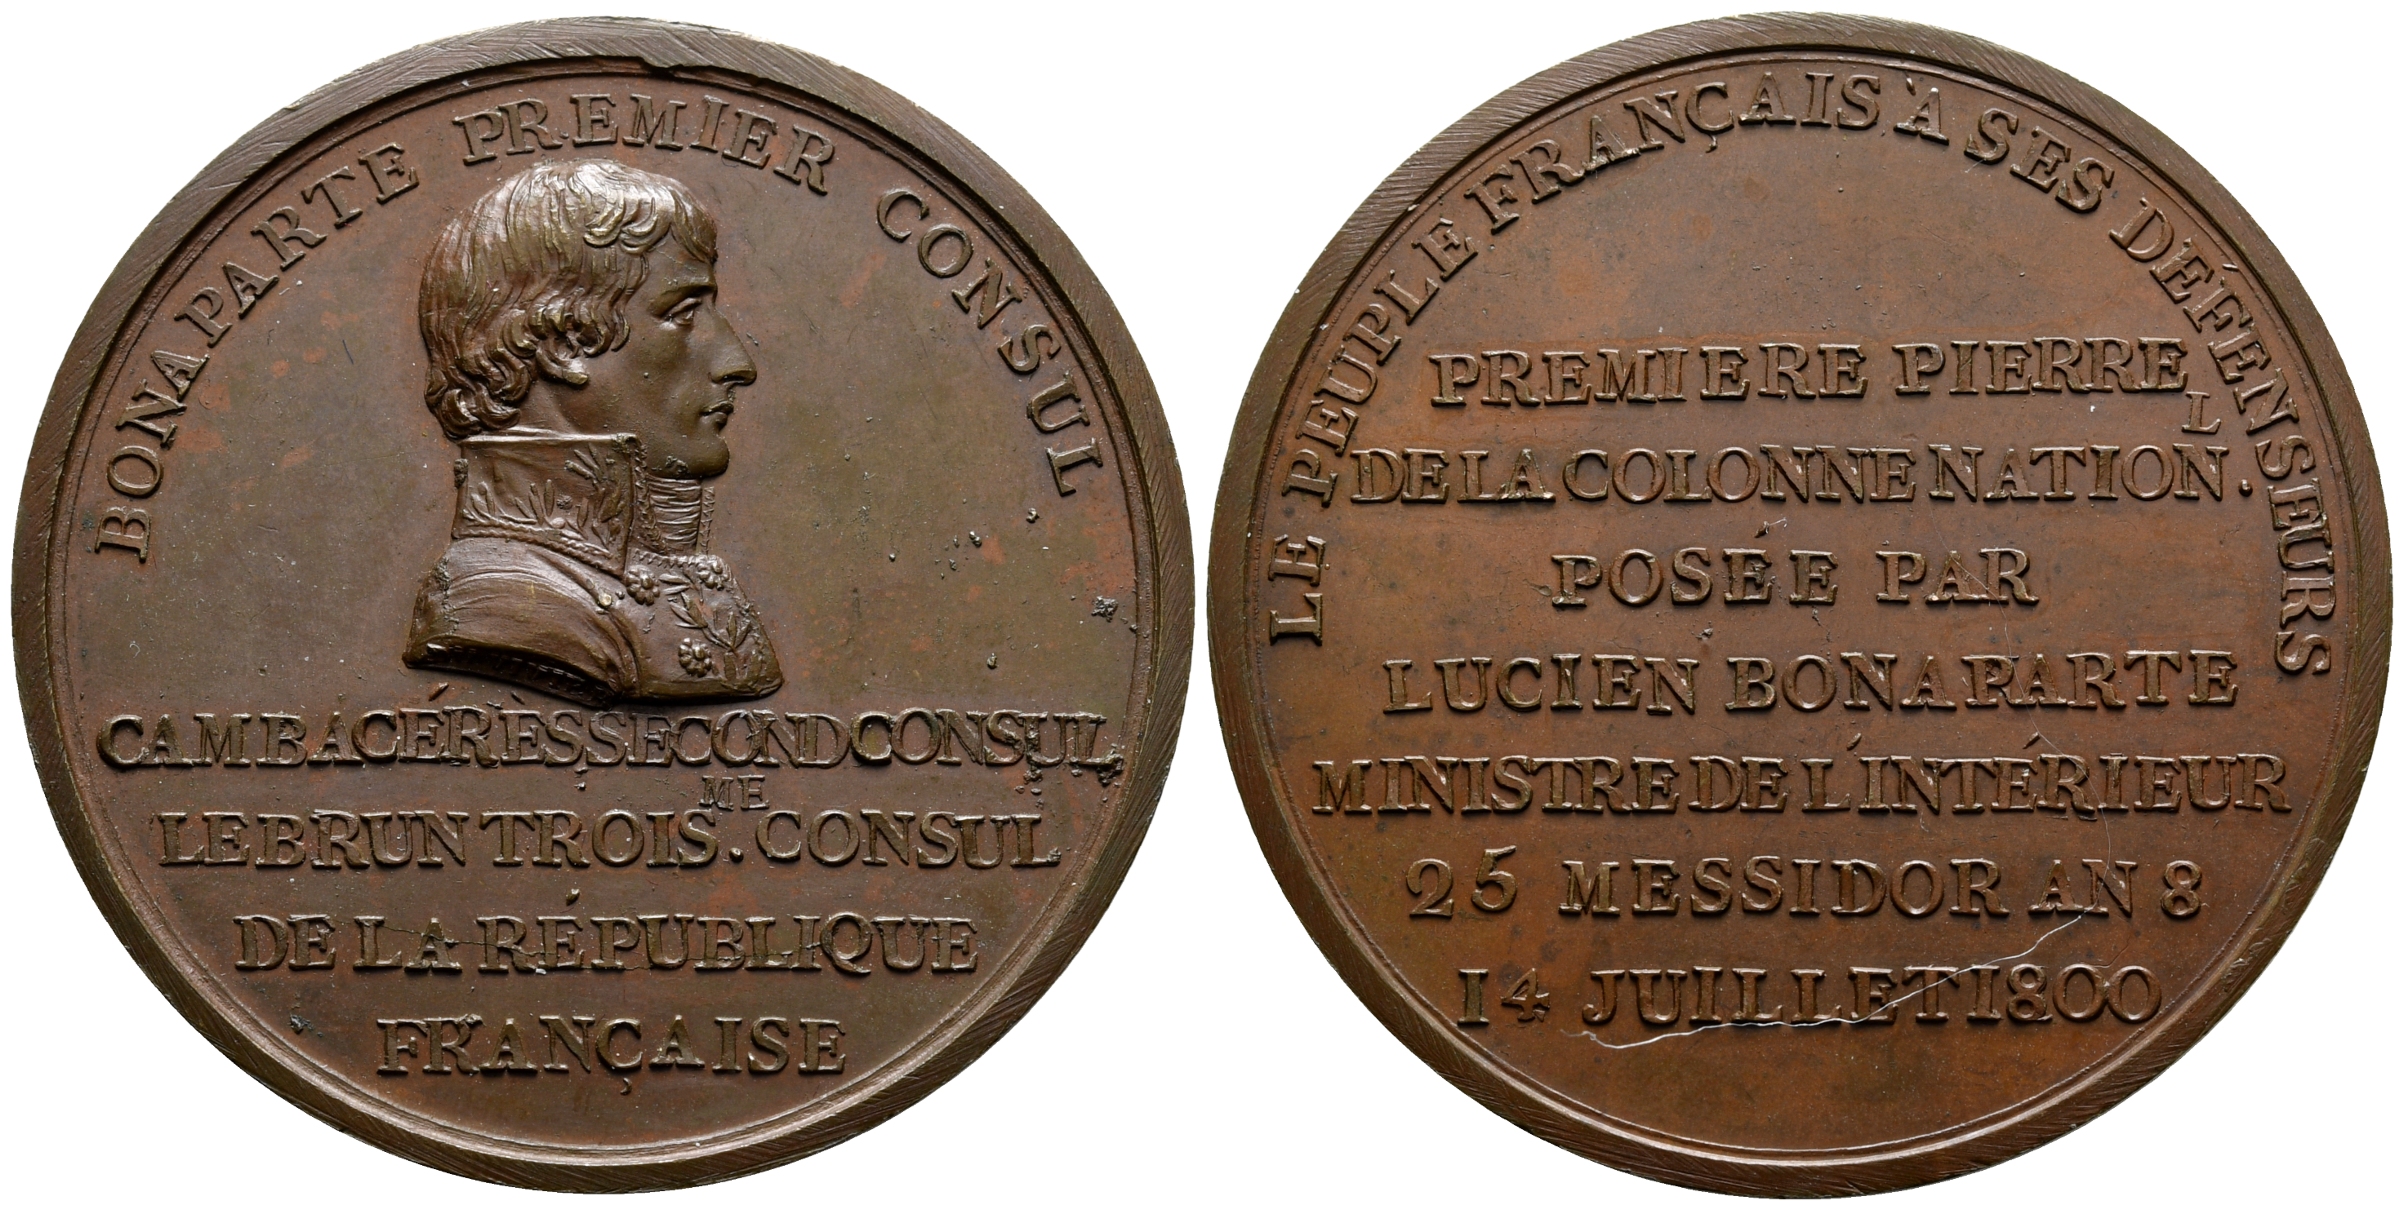 BONAPARTE PREMIER CONSUL
CAMBACÉRÈS SECOND CONSUL
LEBRUN TROIS.ME CONSUL
DE LA RÉPUBLIQUE
FRANÇAISE
LE PEUPLE FRANÇAIS À SES DÉFENSEURS
PREMIERE PIERRE
DE LA COLONNE NATION.L
POSÉE PAR
LUCIEN BONAPARTE
MINISTRE DE L'INTÉRIEUR
25 MESSIDOR AN 8
14 JUILLET 1800